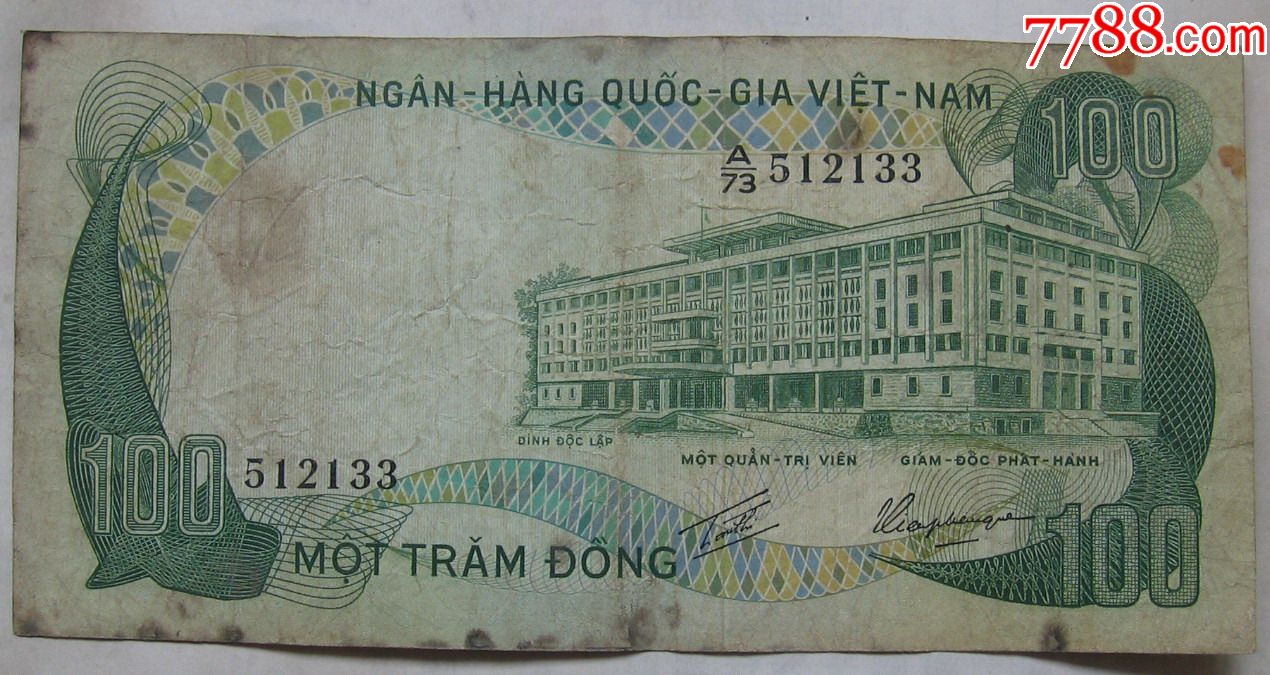 7788.com
NGÂN-HÀNG QUỐC-GIA VIỆT-NAM
100
A/73 512133
DINH ĐỘC LẬP
MỘT QUẢN-TRỊ VIÊN
GIÁM-ĐỐC PHÁT-HÀNH
100
512133
MỘT TRĂM ĐỒNG
100